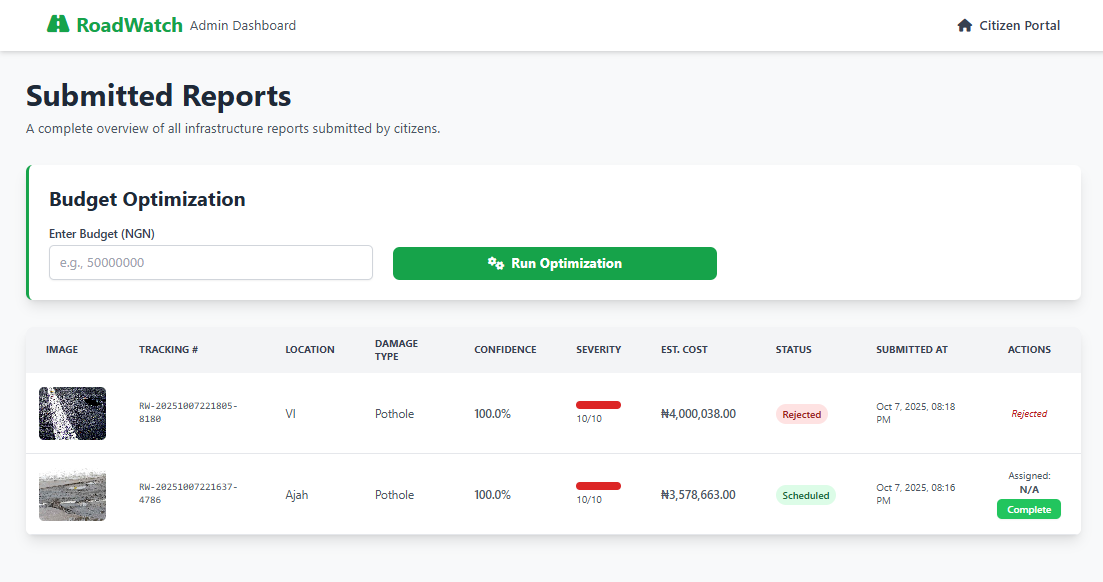 RoadWatch Admin Dashboard
Citizen Portal
Submitted Reports
A complete overview of all infrastructure reports submitted by citizens.
Budget Optimization
Enter Budget (NGN)
e.g., 50000000
Run Optimization
IMAGE TRACKING # LOCATION DAMAGE TYPE CONFIDENCE SEVERITY EST. COST STATUS SUBMITTED AT ACTIONS
RW-20251007221805-8180 VI Pothole 100.0% 10/10 ₦4,000,038.00 Rejected Oct 7, 2025, 08:18 PM Rejected
RW-20251007221637-4786 Ajah Pothole 100.0% 10/10 ₦3,578,663.00 Scheduled Oct 7, 2025, 08:16 PM Assigned: N/A Complete